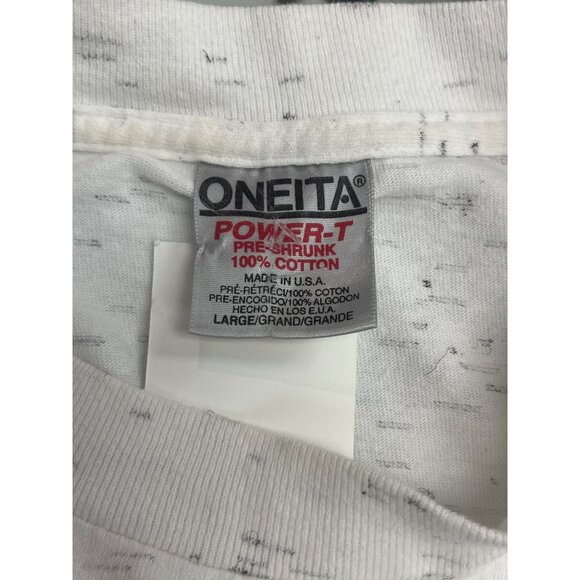 ONEITA®
POWER-T
PRE-SHRUNK
100% COTTON
MADE IN U.S.A.
PRÉ-RÉTRÉCI/100% COTON
PRE-ENCOGIDO/100% ALGODON
HECHO EN LOS E.U.A.
LARGE/GRAND/GRANDE